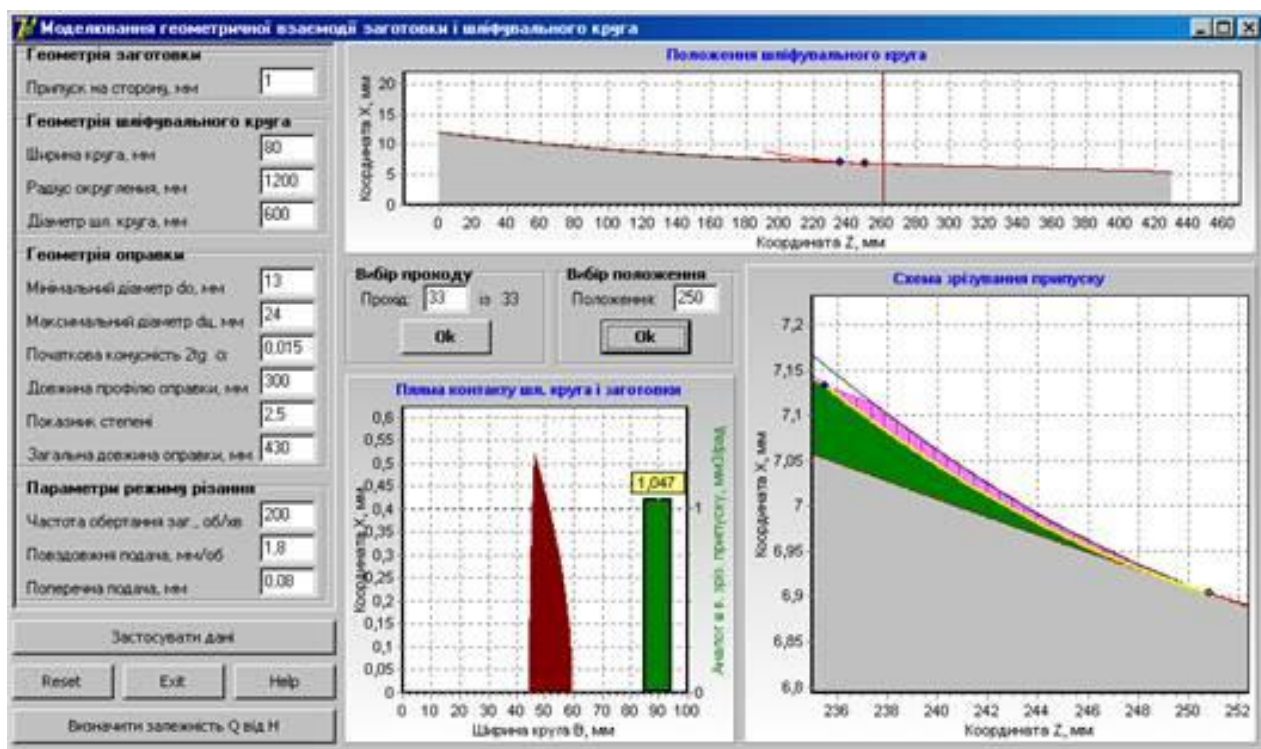 Моделювання геометричної взаємодії заготовки і шліфувального круга
Геометрія заготовки
Припуск на сторону, мм 1
Геометрія шліфувального круга
Ширина круга, мм 80
Радіус округлення, мм 1200
Діаметр шл. круга, мм 600
Геометрія оправки
Мінімальний діаметр do, мм 13
Максимальний діаметр dц, мм 24
Початкова конусність 2tg α 0.015
Довжина профілю оправки, мм 300
Показник степені 2.5
Загальна довжина оправки, мм 430
Параметри режиму різання
Частота обертання заг., об/хв 200
Повздовжня подача, мм/об 1.8
Поперечна подача, мм 0.08
Застосувати дані
Reset Exit Help
Визначити залежність Q від H
Положення шліфувального круга
Координата X, мм
20
15
10
5
0
0 20 40 60 80 100 120 140 160 180 200 220 240 260 280 300 320 340 360 380 400 420 440 460
Координата Z, мм
Вибір проходу
Прохід: 33 із 33
Ok
Вибір положення
Положення: 250
Ok
Пляма контакту шл. круга і заготовки
Координата X, мм
0,6
0,55
0,5
0,45
0,4
0,35
0,3
0,25
0,2
0,15
0,1
0,05
0
0 10 20 30 40 50 60 70 80 90 100
Ширина круга B, мм
1,047
1
0
Схема зрізування припуску
Координата X, мм
7,2
7,15
7,1
7,05
7
6,95
6,9
6,85
6,8
236 238 240 242 244 246 248 250 252
Координата Z, мм